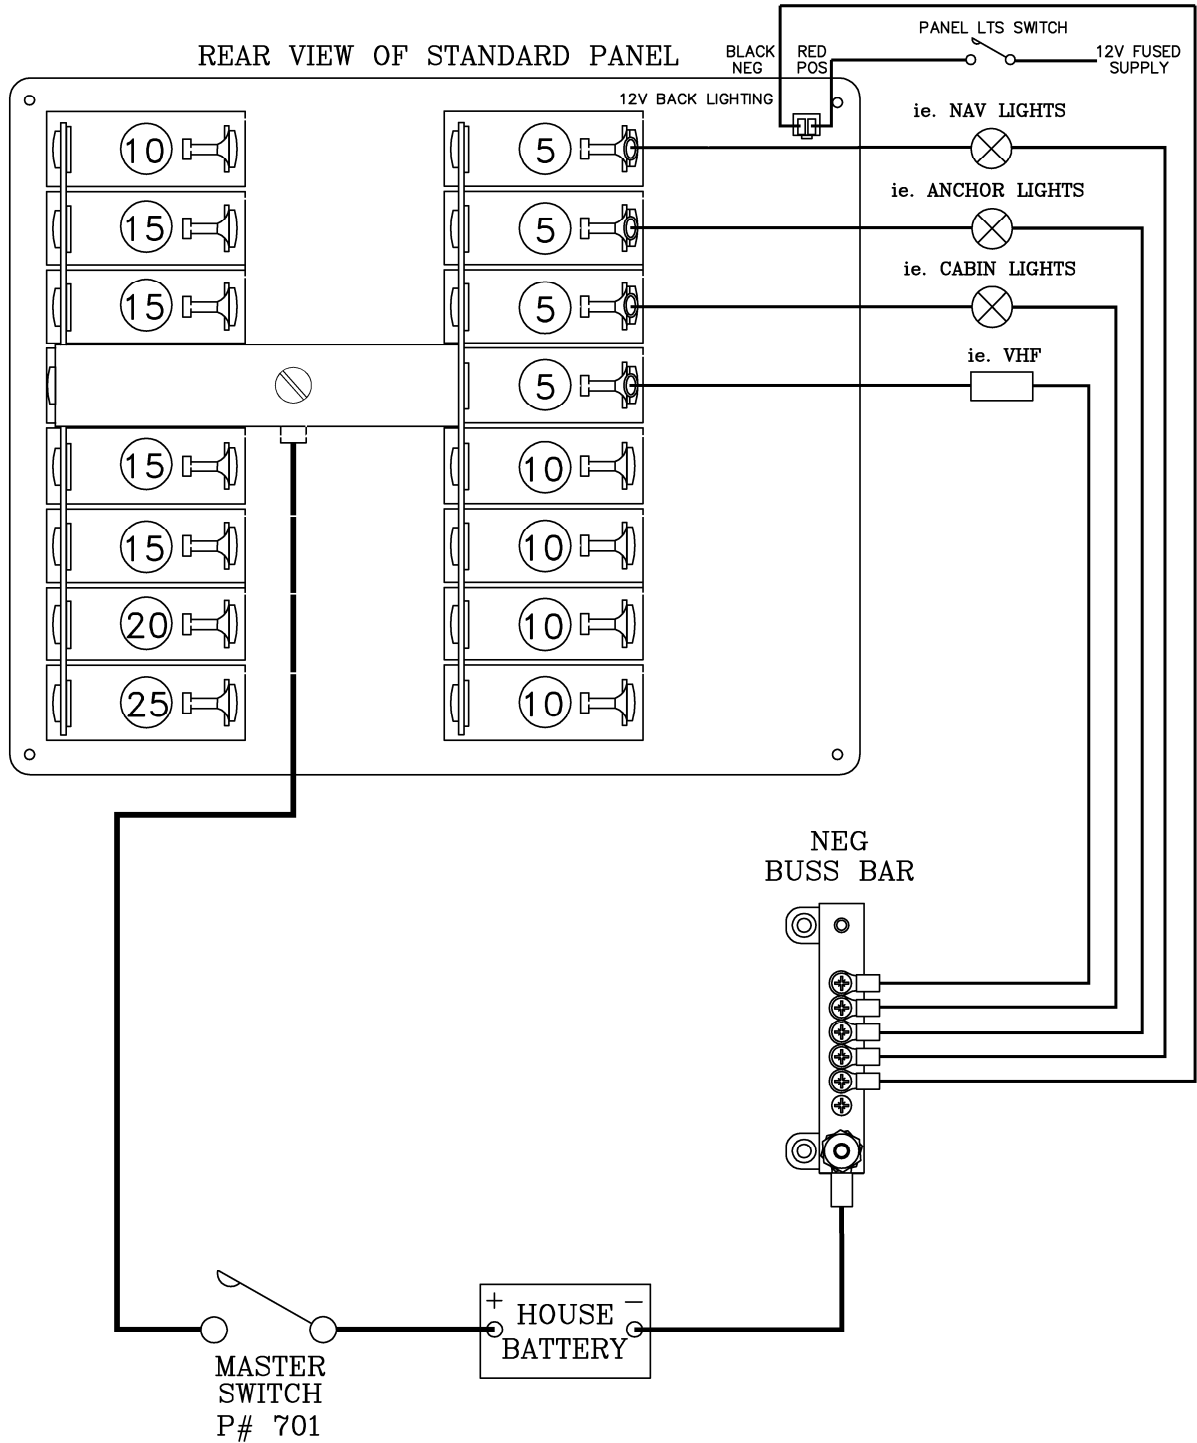 PANEL LTS SWITCH
REAR VIEW OF STANDARD PANEL
BLACK
NEG
RED
POS
12V FUSED
SUPPLY
12V BACK LIGHTING
ie. NAV LIGHTS
10
5
ie. ANCHOR LIGHTS
15
5
ie. CABIN LIGHTS
15
5
ie. VHF
5
15
10
15
10
20
10
25
10
NEG
BUSS BAR
+
−
HOUSE
BATTERY
MASTER
SWITCH
P# 701